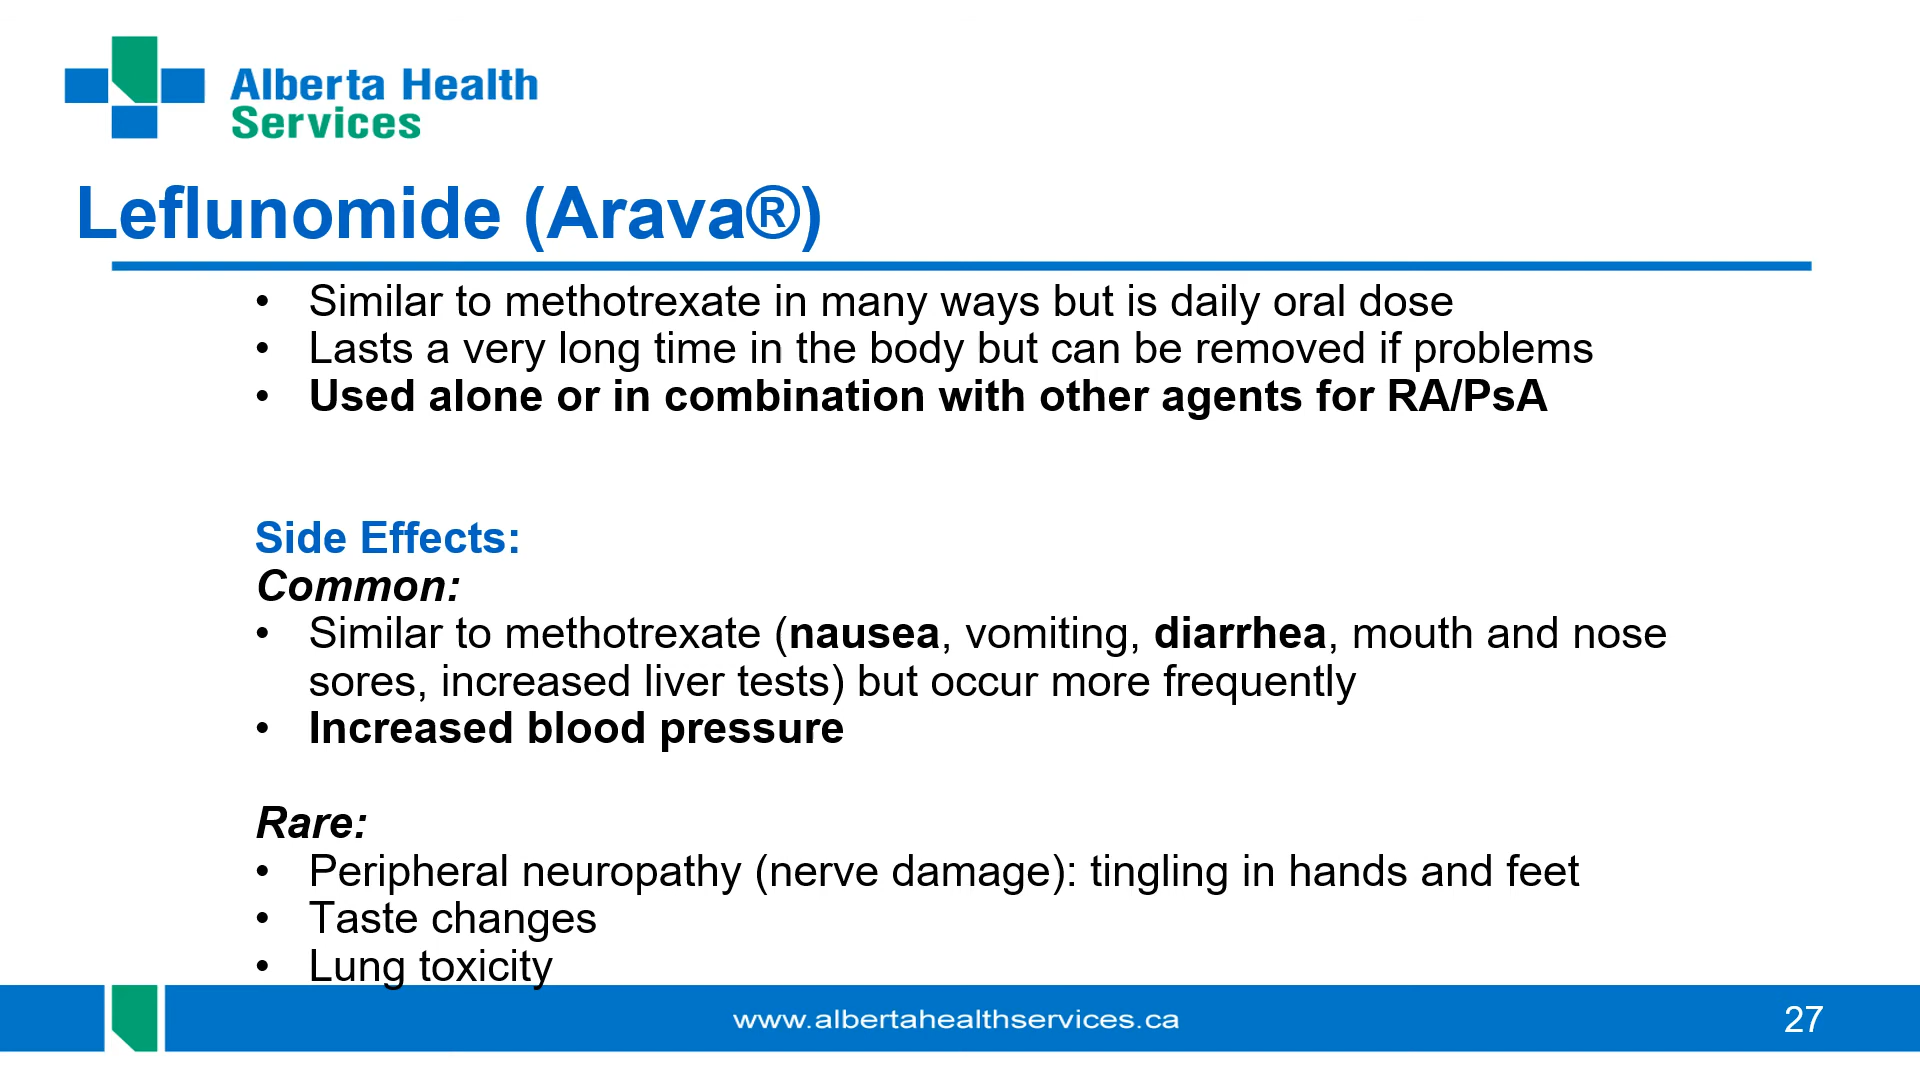 Alberta Health
Services
Leflunomide (Arava®)
• Similar to methotrexate in many ways but is daily oral dose
• Lasts a very long time in the body but can be removed if problems
• Used alone or in combination with other agents for RA/PsA
Side Effects:
Common:
• Similar to methotrexate (nausea, vomiting, diarrhea, mouth and nose
sores, increased liver tests) but occur more frequently
• Increased blood pressure
Rare:
• Peripheral neuropathy (nerve damage): tingling in hands and feet
• Taste changes
• Lung toxicity
www.albertahealthservices.ca
27